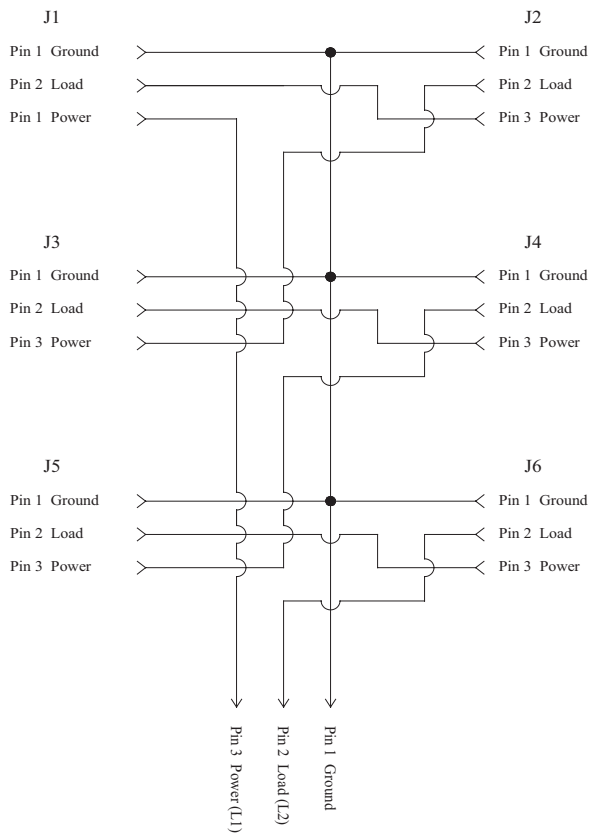 J1
J2
Pin 1 Ground
Pin 1 Ground
Pin 2 Load
Pin 2 Load
Pin 1 Power
Pin 3 Power
J3
J4
Pin 1 Ground
Pin 1 Ground
Pin 2 Load
Pin 2 Load
Pin 3 Power
Pin 3 Power
J5
J6
Pin 1 Ground
Pin 1 Ground
Pin 2 Load
Pin 2 Load
Pin 3 Power
Pin 3 Power
Pin 3 Power (L1)
Pin 2 Load (L2)
Pin 1 Ground